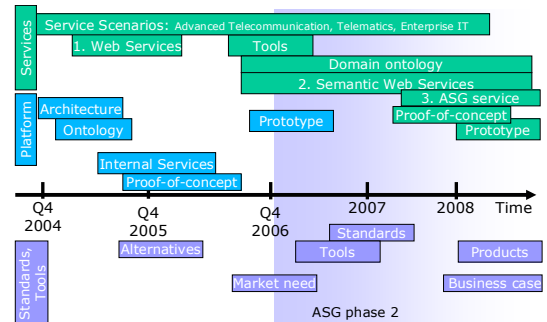 Services
Service Scenarios: Advanced Telecommunication, Telematics, Enterprise IT
1. Web Services
Tools
Domain ontology
2. Semantic Web Services
3. ASG service
Platform
Architecture
Ontology
Prototype
Proof-of-concept
Prototype
Internal Services
Proof-of-concept
Q4
2004
Q4
2005
Q4
2006
2007
2008
Time
Standards,
Tools
Alternatives
Standards
Tools
Products
Market need
Business case
ASG phase 2